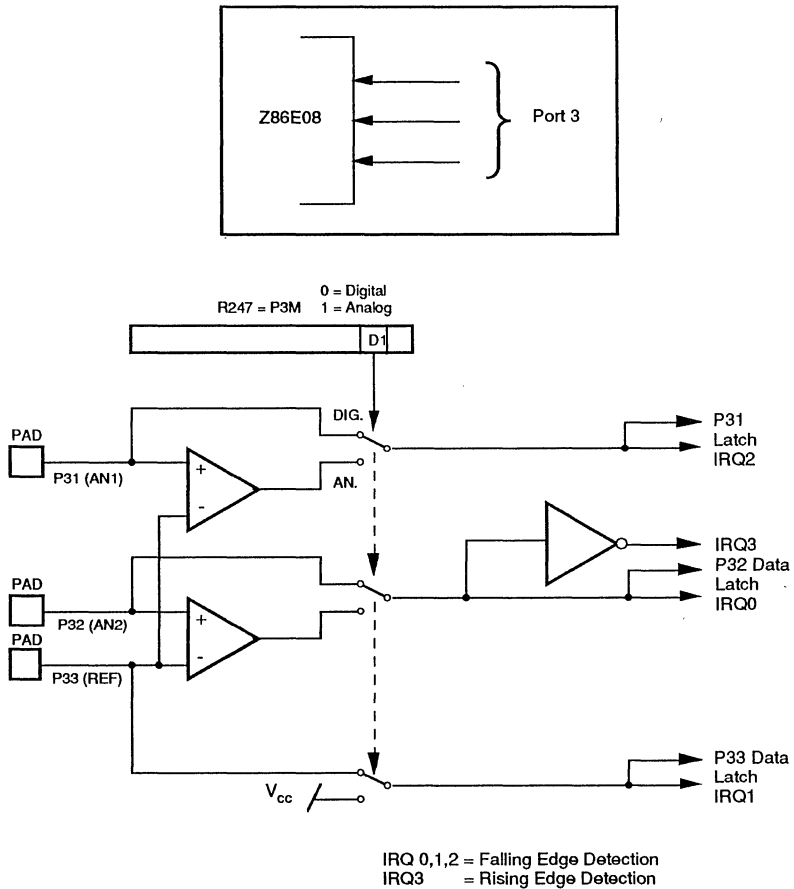 Z86E08
Port 3
0 = Digital
R247 = P3M 1 = Analog
D1
DIG.
PAD
P31
Latch
IRQ2
+
P31 (AN1)
AN.
-
IRQ3
P32 Data
Latch
IRQ0
PAD
+
P32 (AN2)
PAD
-
P33 (REF)
P33 Data
Latch
IRQ1
Vcc
IRQ 0,1,2 = Falling Edge Detection
IRQ3 = Rising Edge Detection